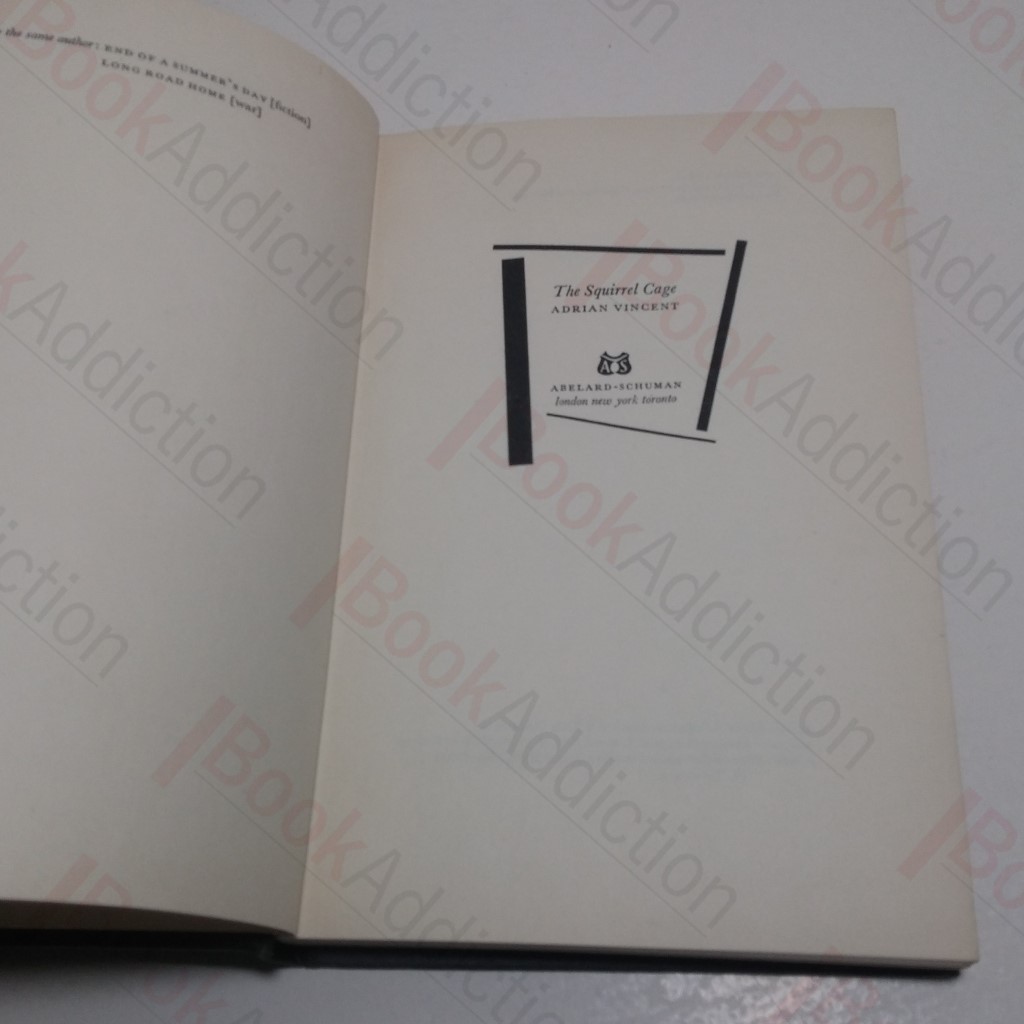 the same author: END OF A SUMMER'S DAY [fiction]
LONG ROAD HOME [war]
The Squirrel Cage
ADRIAN VINCENT
AS
ABELARD-SCHUMAN
london new york toronto
BookAddiction